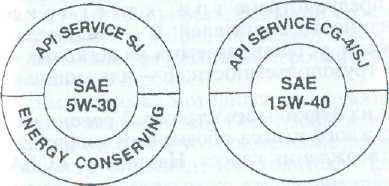 API SERVICE SJ
SAE
5W-30
ENERGY CONSERVING
API SERVICE CG-4/SJ
SAE
15W-40